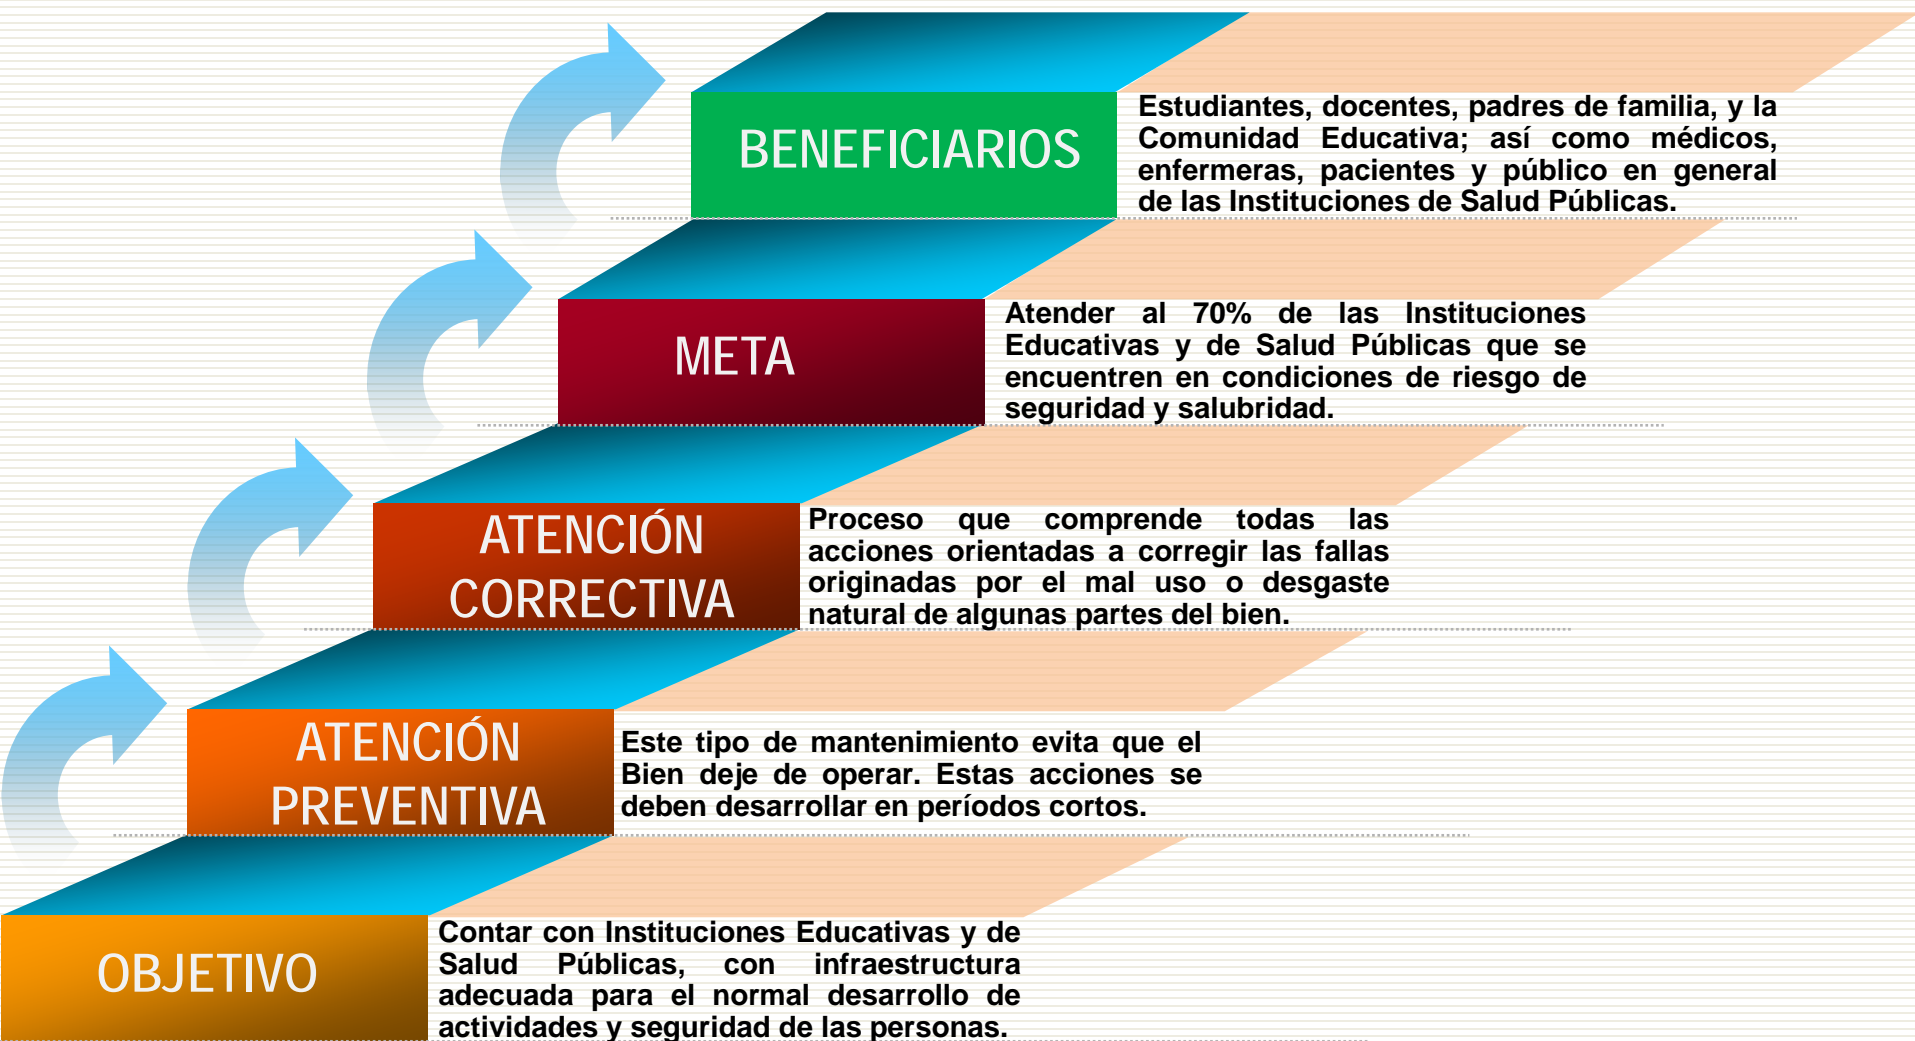 BENEFICIARIOS
Estudiantes, docentes, padres de familia, y la
Comunidad Educativa; así como médicos,
enfermeras, pacientes y público en general
de las Instituciones de Salud Públicas.
META
Atender al 70% de las Instituciones
Educativas y de Salud Públicas que se
encuentren en condiciones de riesgo de
seguridad y salubridad.
ATENCIÓN
CORRECTIVA
Proceso que comprende todas las
acciones orientadas a corregir las fallas
originadas por el mal uso o desgaste
natural de algunas partes del bien.
ATENCIÓN
PREVENTIVA
Este tipo de mantenimiento evita que el
Bien deje de operar. Estas acciones se
deben desarrollar en períodos cortos.
OBJETIVO
Contar con Instituciones Educativas y de
Salud Públicas, con infraestructura
adecuada para el normal desarrollo de
actividades y seguridad de las personas.